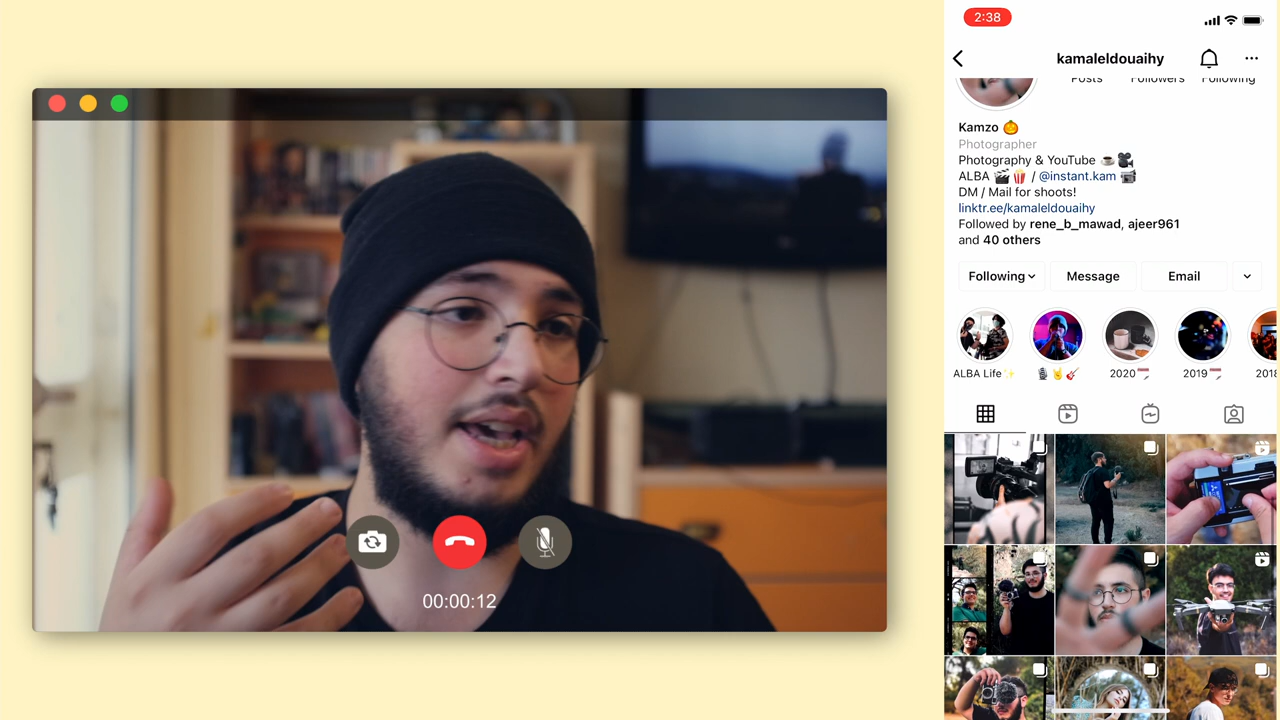 00:00:12
2:38
kamaleldouaihy
Posts Followers Following
Kamzo 🎃
Photographer
Photography & YouTube ☕🎥
ALBA 🎬🍿 / @instant.kam 📹
DM / Mail for shoots!
linktr.ee/kamaleldouaihy
Followed by rene_b_mawad, ajeer961
and 40 others
Following Message Email
ALBA Life✨ 🎙🤘🎸 2020 2019 2018